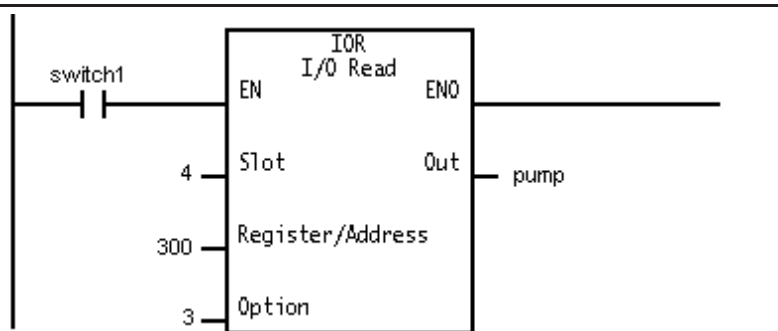 IOR
I/O Read
switch1
EN ENO
4 Slot Out pump
300 Register/Address
3 Option